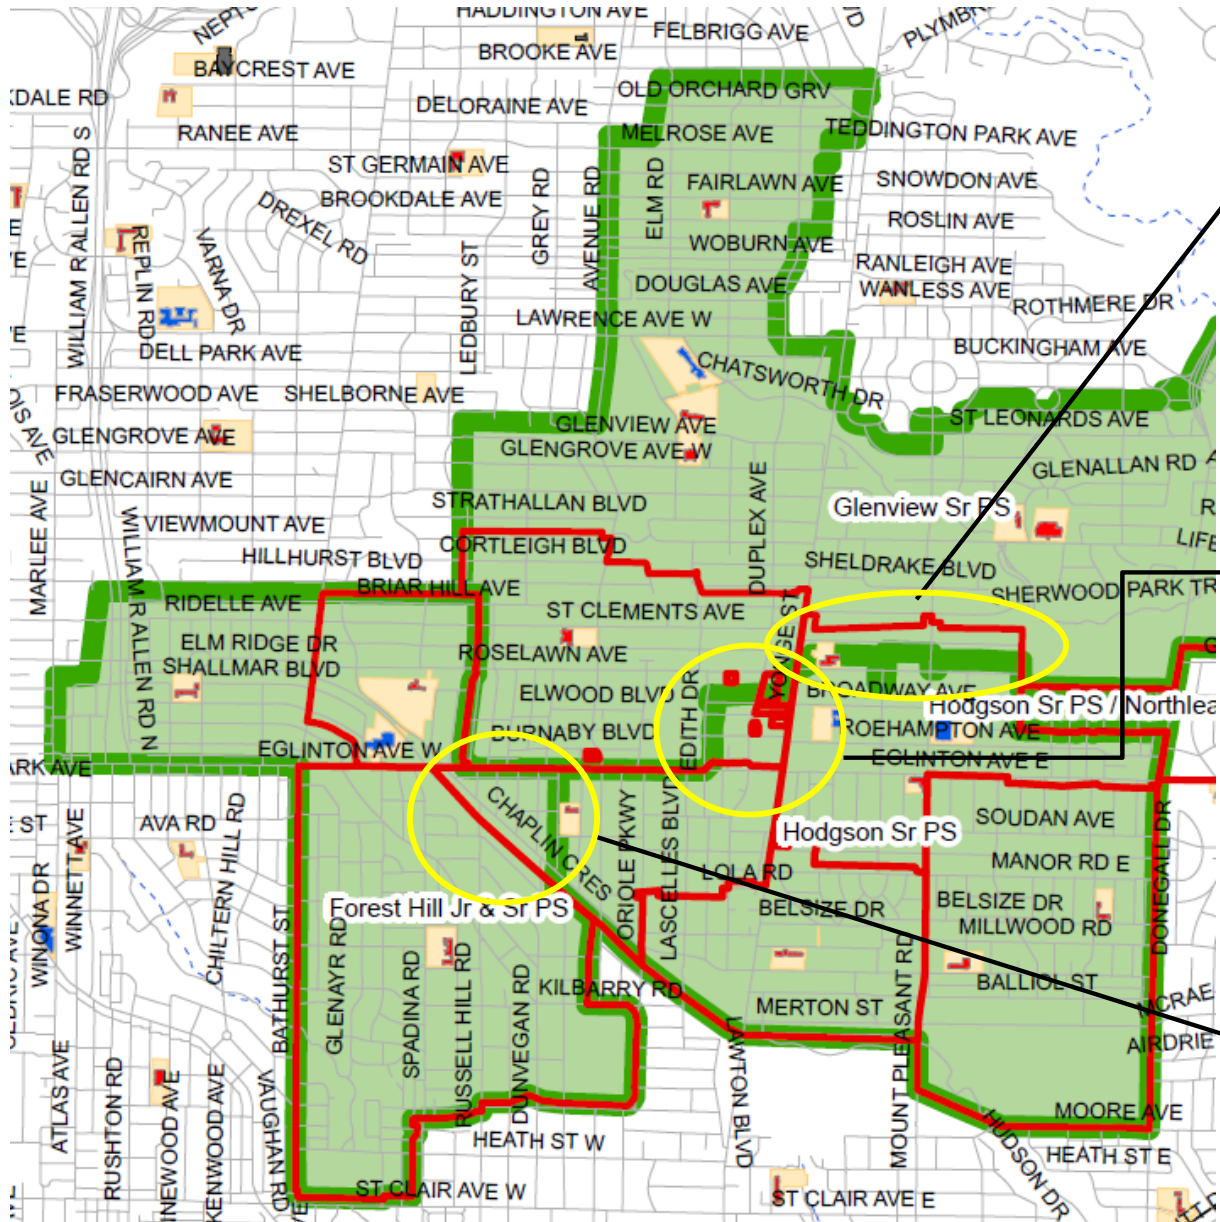 HADDINGTON AVE
FELBRIGG AVE
BROOKE AVE
BAYCREST AVE
OLD ORCHARD GRV
DELORAINE AVE
RANEE AVE
MELROSE AVE
TEDDINGTON PARK AVE
WILLIAM R ALLEN RD S
ST GERMAIN AVE
BROOKDALE AVE
DREXEL RD
GREY RD
AVENUE RD
ELM RD
FAIRLAWN AVE
SNOWDON AVE
ROSLIN AVE
WOBURN AVE
REPLIN RD
VARNA DR
LEDBURY ST
RANLEIGH AVE
WANLESS AVE
DOUGLAS AVE
ROTHMERE DR
LAWRENCE AVE W
DELL PARK AVE
BUCKINGHAM AVE
CHATSWORTH DR
FRASERWOOD AVE
SHELBORNE AVE
ST LEONARDS AVE
GLENGROVE AVE
GLENVIEW AVE
GLENGROVE AVE W
GLENALLAN RD
GLENCAIRN AVE
MARLEE AVE
STRATHALLAN BLVD
DUPLEX AVE
Glenview Sr PS
VIEWMOUNT AVE
WILLIAM R ALLEN RD N
HILLHURST BLVD
CORTLEIGH BLVD
SHELDRAKE BLVD
BRIAR HILL AVE
SHERWOOD PARK TR
RIDELLE AVE
ST CLEMENTS AVE
YONGE ST
ELM RIDGE DR
SHALLMAR BLVD
ROSELAWN AVE
ELWOOD BLVD
EDITH DR
BROADWAY AVE
Hodgson Sr PS / Northlea
BURNABY BLVD
ROEHAMPTON AVE
EGLINTON AVE W
EGLINTON AVE E
ARK AVE
CHAPLIN CRES
ORIOLE PKWY
LASCELLES BLVD
SOUDAN AVE
AVA RD
Hodgson Sr PS
MANOR RD E
DONEGALL DR
WINONA DR
WINNETT AVE
CHILTERN HILL RD
LOLA RD
Forest Hill Jr & Sr PS
BELSIZE DR
BELSIZE DR
MILLWOOD RD
BATHURST ST
GLENAYR RD
SPADINA RD
RUSSELL HILL RD
DUNVEGAN RD
KILBARRY RD
BALLIOL ST
MERTON ST
MOUNT PLEASANT RD
MCRAE
AIRDRIE
ATLAS AVE
RUSHTON RD
INEWOOD AVE
KENWOOD AVE
VAUGHAN RD
LAWTON BLVD
HEATH ST W
HUDSON DR
MOORE AVE
HEATH ST E
ST CLAIR AVE W
ST CLAIR AVE E